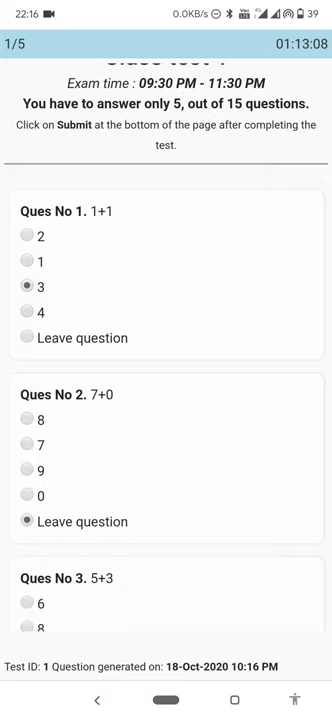 22:16 0.0KB/s 4G 39
1/5 01:13:08
Exam time : 09:30 PM - 11:30 PM
You have to answer only 5, out of 15 questions.
Click on Submit at the bottom of the page after completing the
test.
Ques No 1. 1+1
2
1
3
4
Leave question
Ques No 2. 7+0
8
7
9
0
Leave question
Ques No 3. 5+3
6
8
Test ID: 1 Question generated on: 18-Oct-2020 10:16 PM